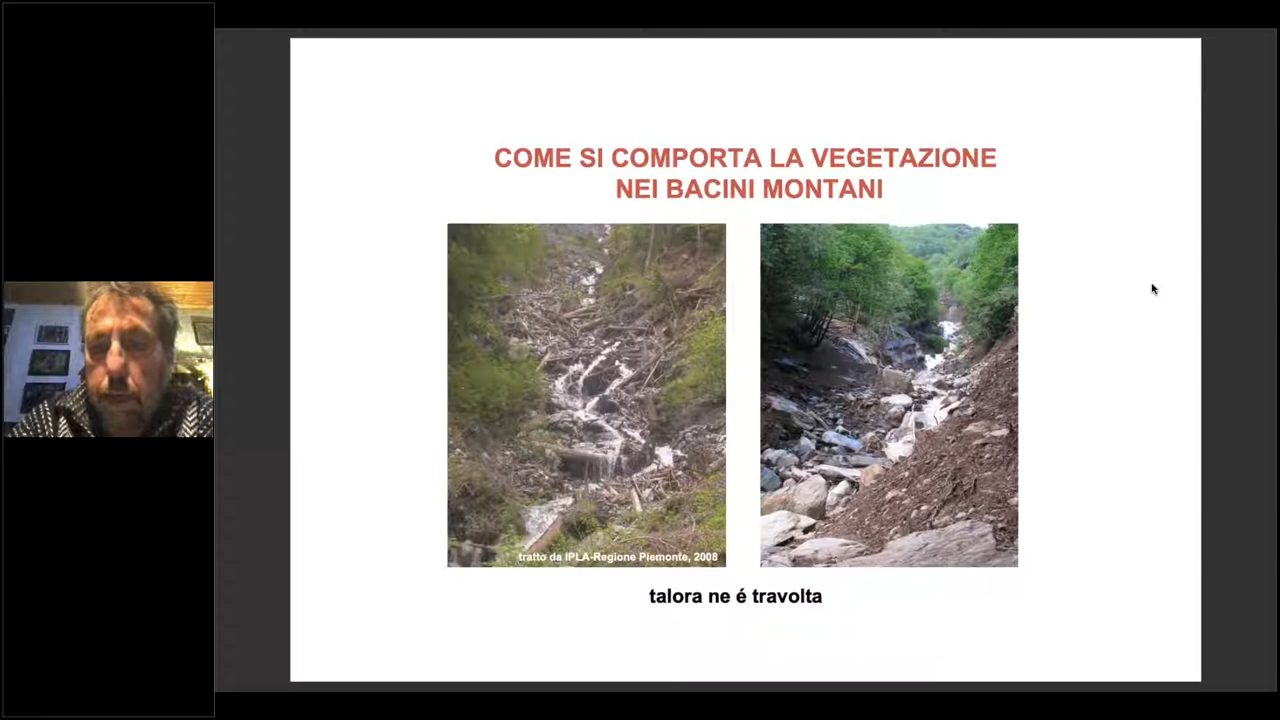 COME SI COMPORTA LA VEGETAZIONE
NEI BACINI MONTANI
tratto da IPLA-Regione Piemonte, 2008
talora ne é travolta